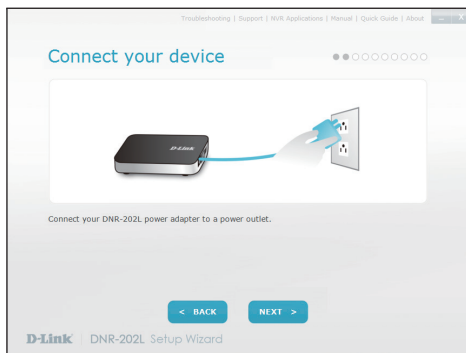 Troubleshooting | Support | NVR Applications | Manual | Quick Guide | About
Connect your device
D-Link
Connect your DNR-202L power adapter to a power outlet.
< BACK NEXT >
D-Link DNR-202L Setup Wizard